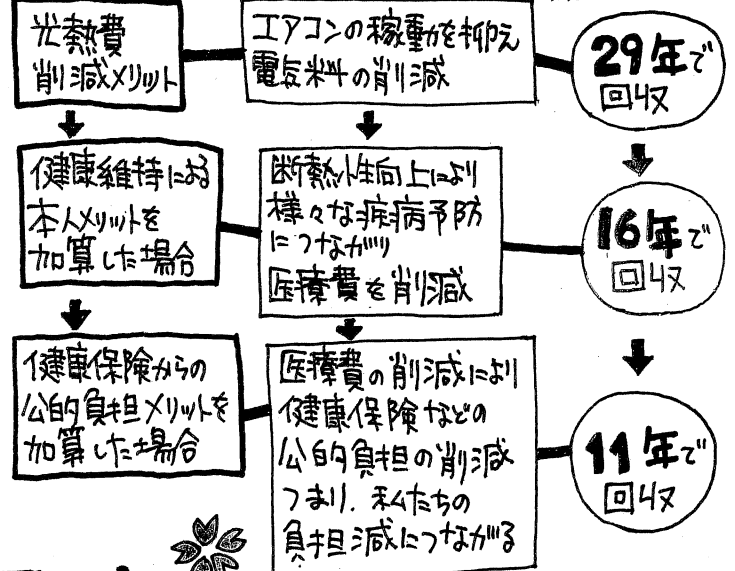 光熱費
削減メリット
エアコンの稼動を抑え
電気料の削減
29年で
回収
健康維持による
本人メリットを
加算した場合
断熱性向上により
様々な疾病予防
につながり
医療費を削減
16年で
回収
健康保険からの
公的負担メリットを
加算した場合
医療費の削減により
健康保険などの
公的負担の削減
つまり、私たちの
負担減につながる
11年で
回収